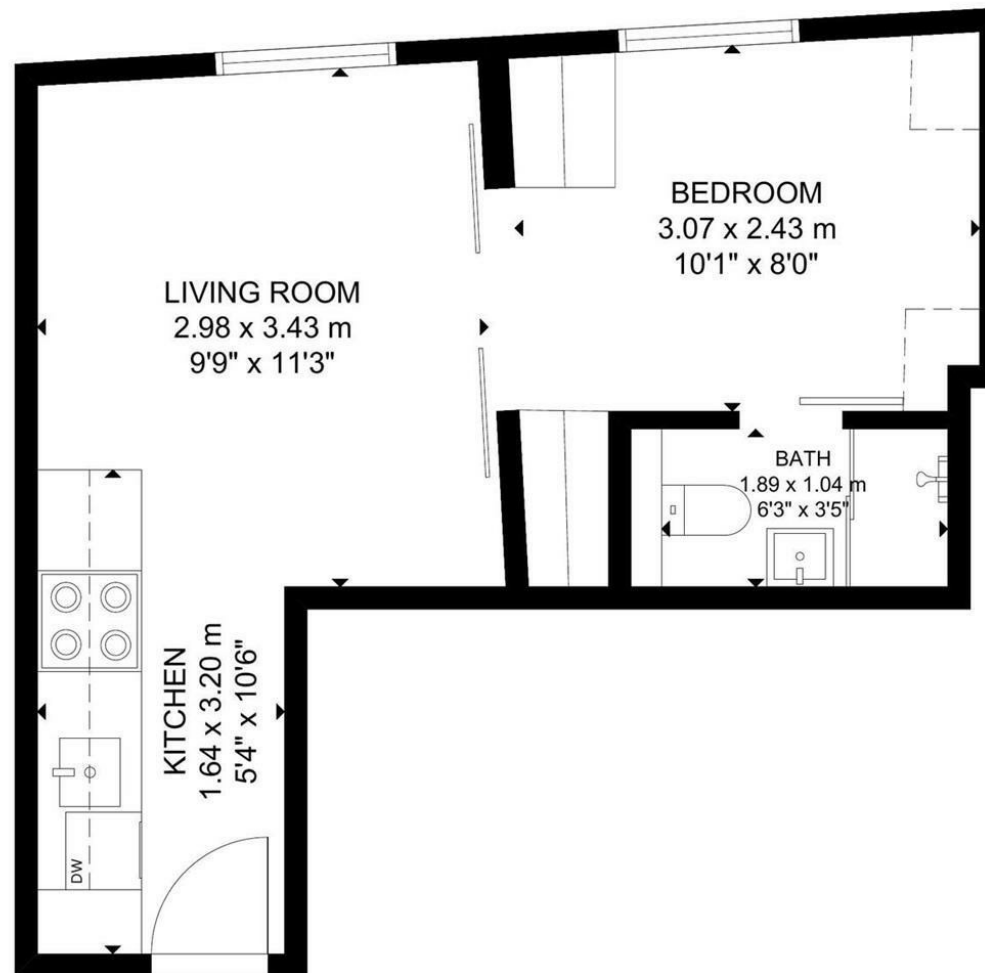 BEDROOM
3.07 x 2.43 m
10'1" x 8'0"
LIVING ROOM
2.98 x 3.43 m
9'9" x 11'3"
BATH
1.89 x 1.04 m
6'3" x 3'5"
KITCHEN
1.64 x 3.20 m
5'4" x 10'6"
DW